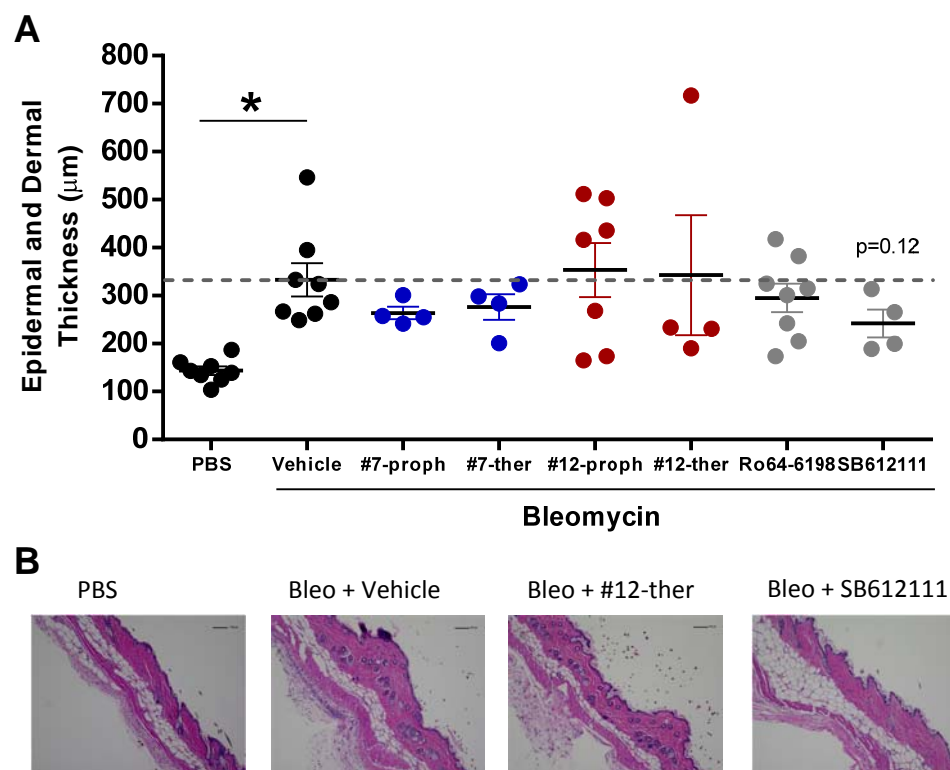 A
Epidermal and Dermal
Thickness (μm)
800
700
600
500
400
300
200
100
0
*
p=0.12
PBS Vehicle #7-proph #7-ther #12-proph #12-ther Ro64-6198 SB612111
Bleomycin
B
PBS Bleo + Vehicle Bleo + #12-ther Bleo + SB612111